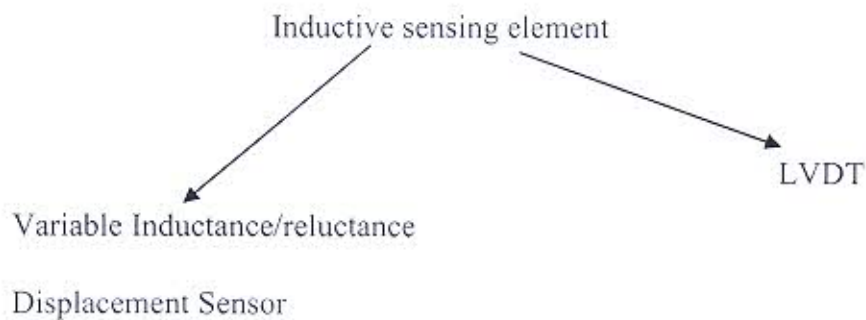 Inductive sensing element
LVDT
Variable Inductance/reluctance
Displacement Sensor